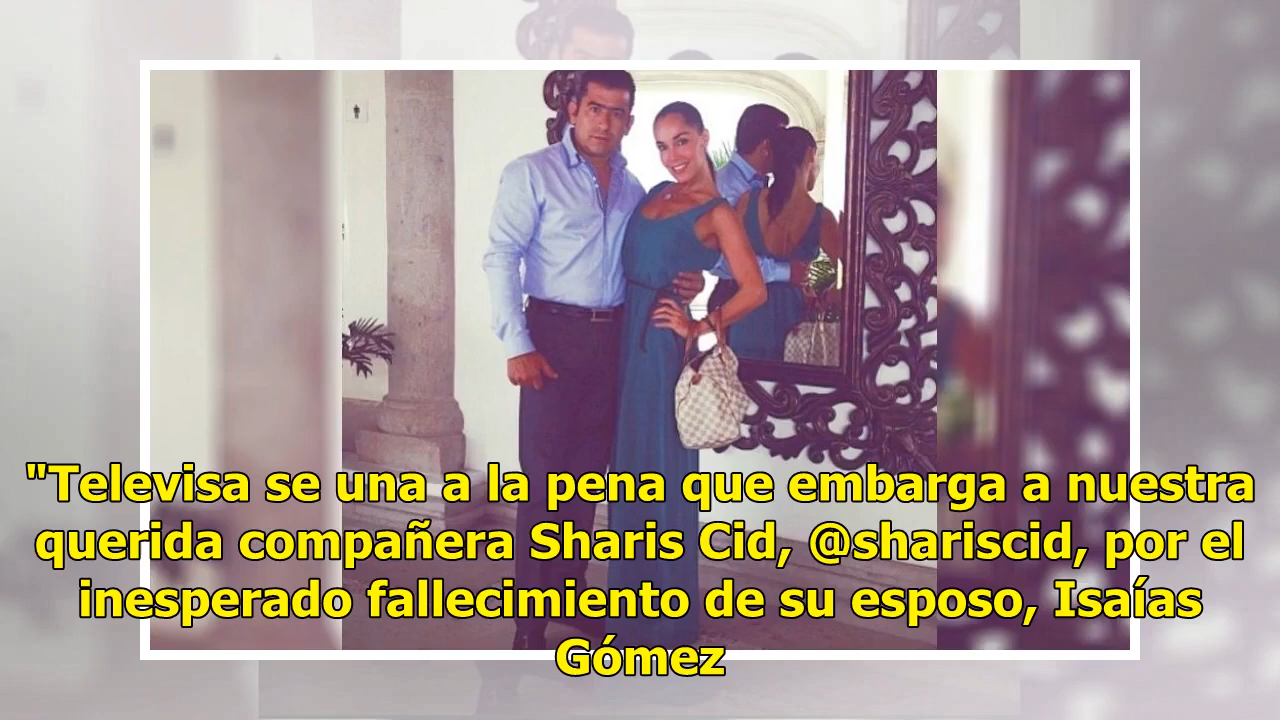 "Televisa se una a la pena que embarga a nuestra
querida compañera Sharis Cid, @shariscid, por el
inesperado fallecimiento de su esposo, Isaías
Gómez